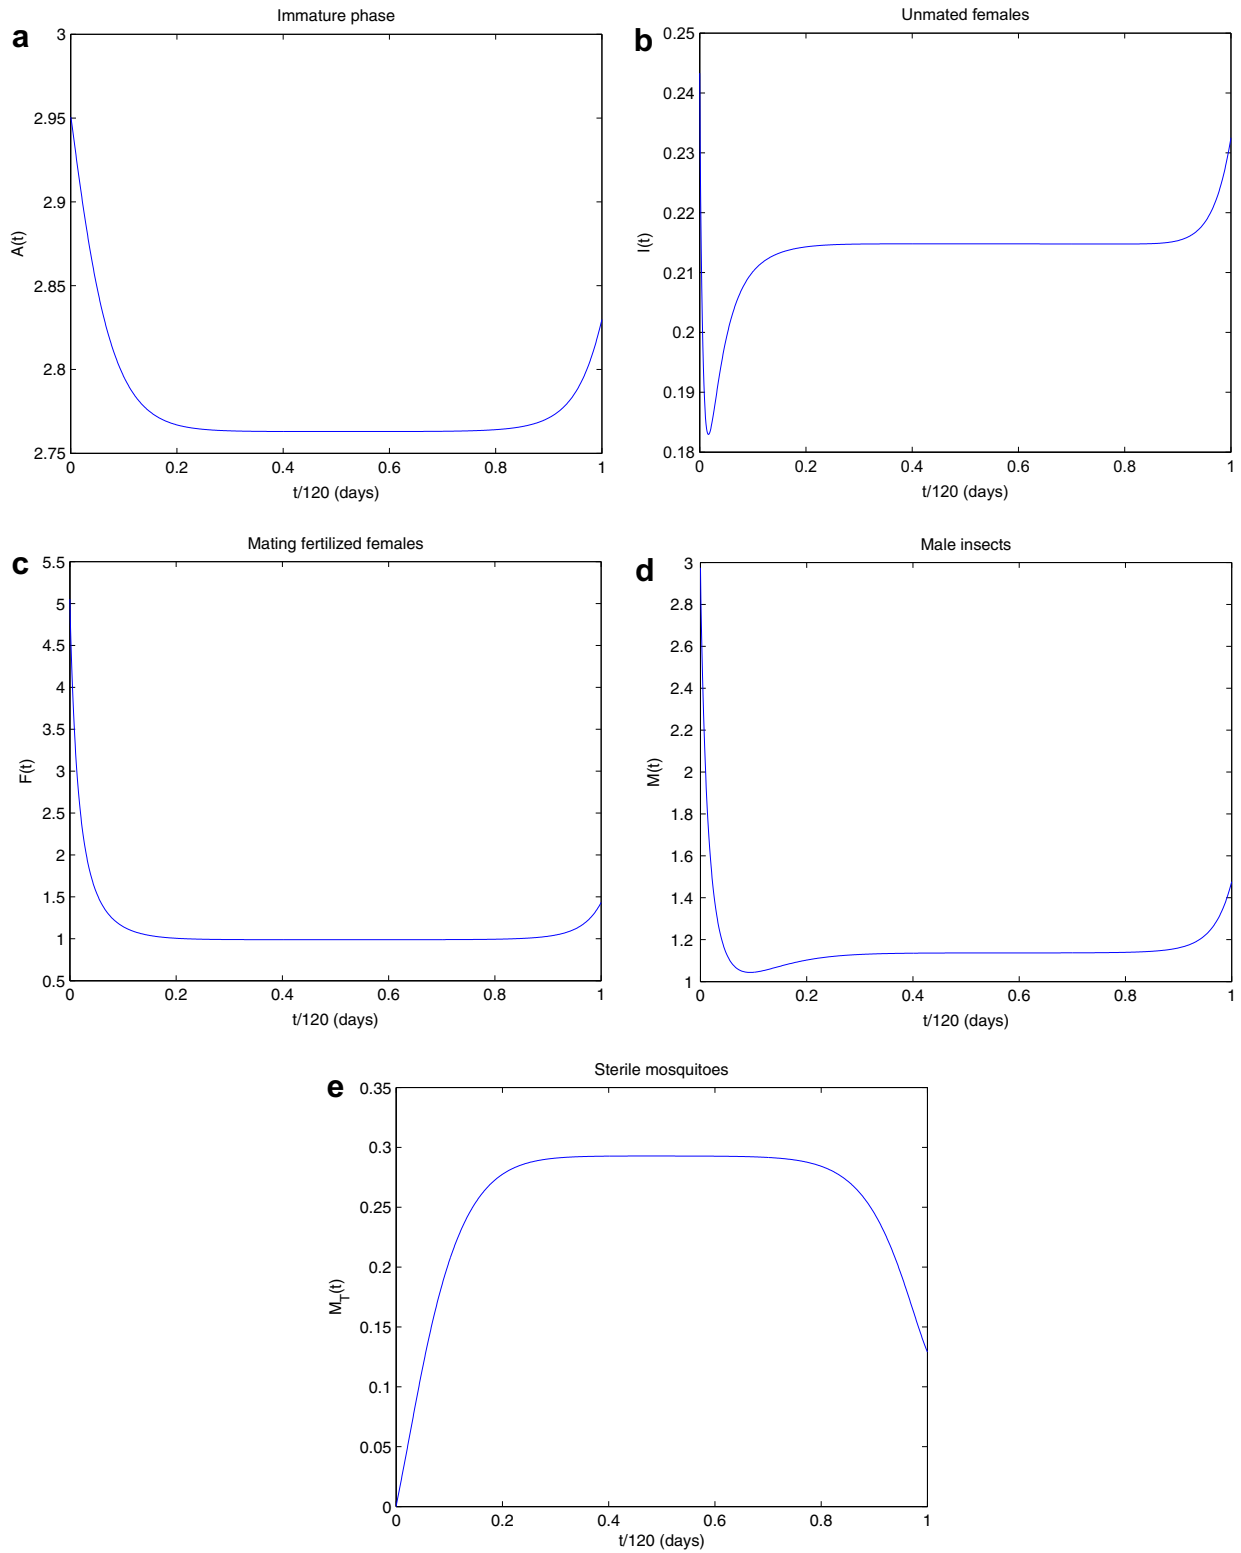 a
Immature phase
3
2.95
2.9
2.85
2.8
2.75
A(t)
0 0.2 0.4 0.6 0.8 1
t/120 (days)
b
Unmated females
0.25
0.24
0.23
0.22
0.21
0.2
0.19
0.18
I(t)
0 0.2 0.4 0.6 0.8 1
t/120 (days)
c
Mating fertilized females
5.5
5
4.5
4
3.5
3
2.5
2
1.5
1
0.5
F(t)
0 0.2 0.4 0.6 0.8 1
t/120 (days)
d
Male insects
3
2.8
2.6
2.4
2.2
2
1.8
1.6
1.4
1.2
1
M(t)
0 0.2 0.4 0.6 0.8 1
t/120 (days)
e
Sterile mosquitoes
0.35
0.3
0.25
0.2
0.15
0.1
0.05
0
M_T(t)
0 0.2 0.4 0.6 0.8 1
t/120 (days)